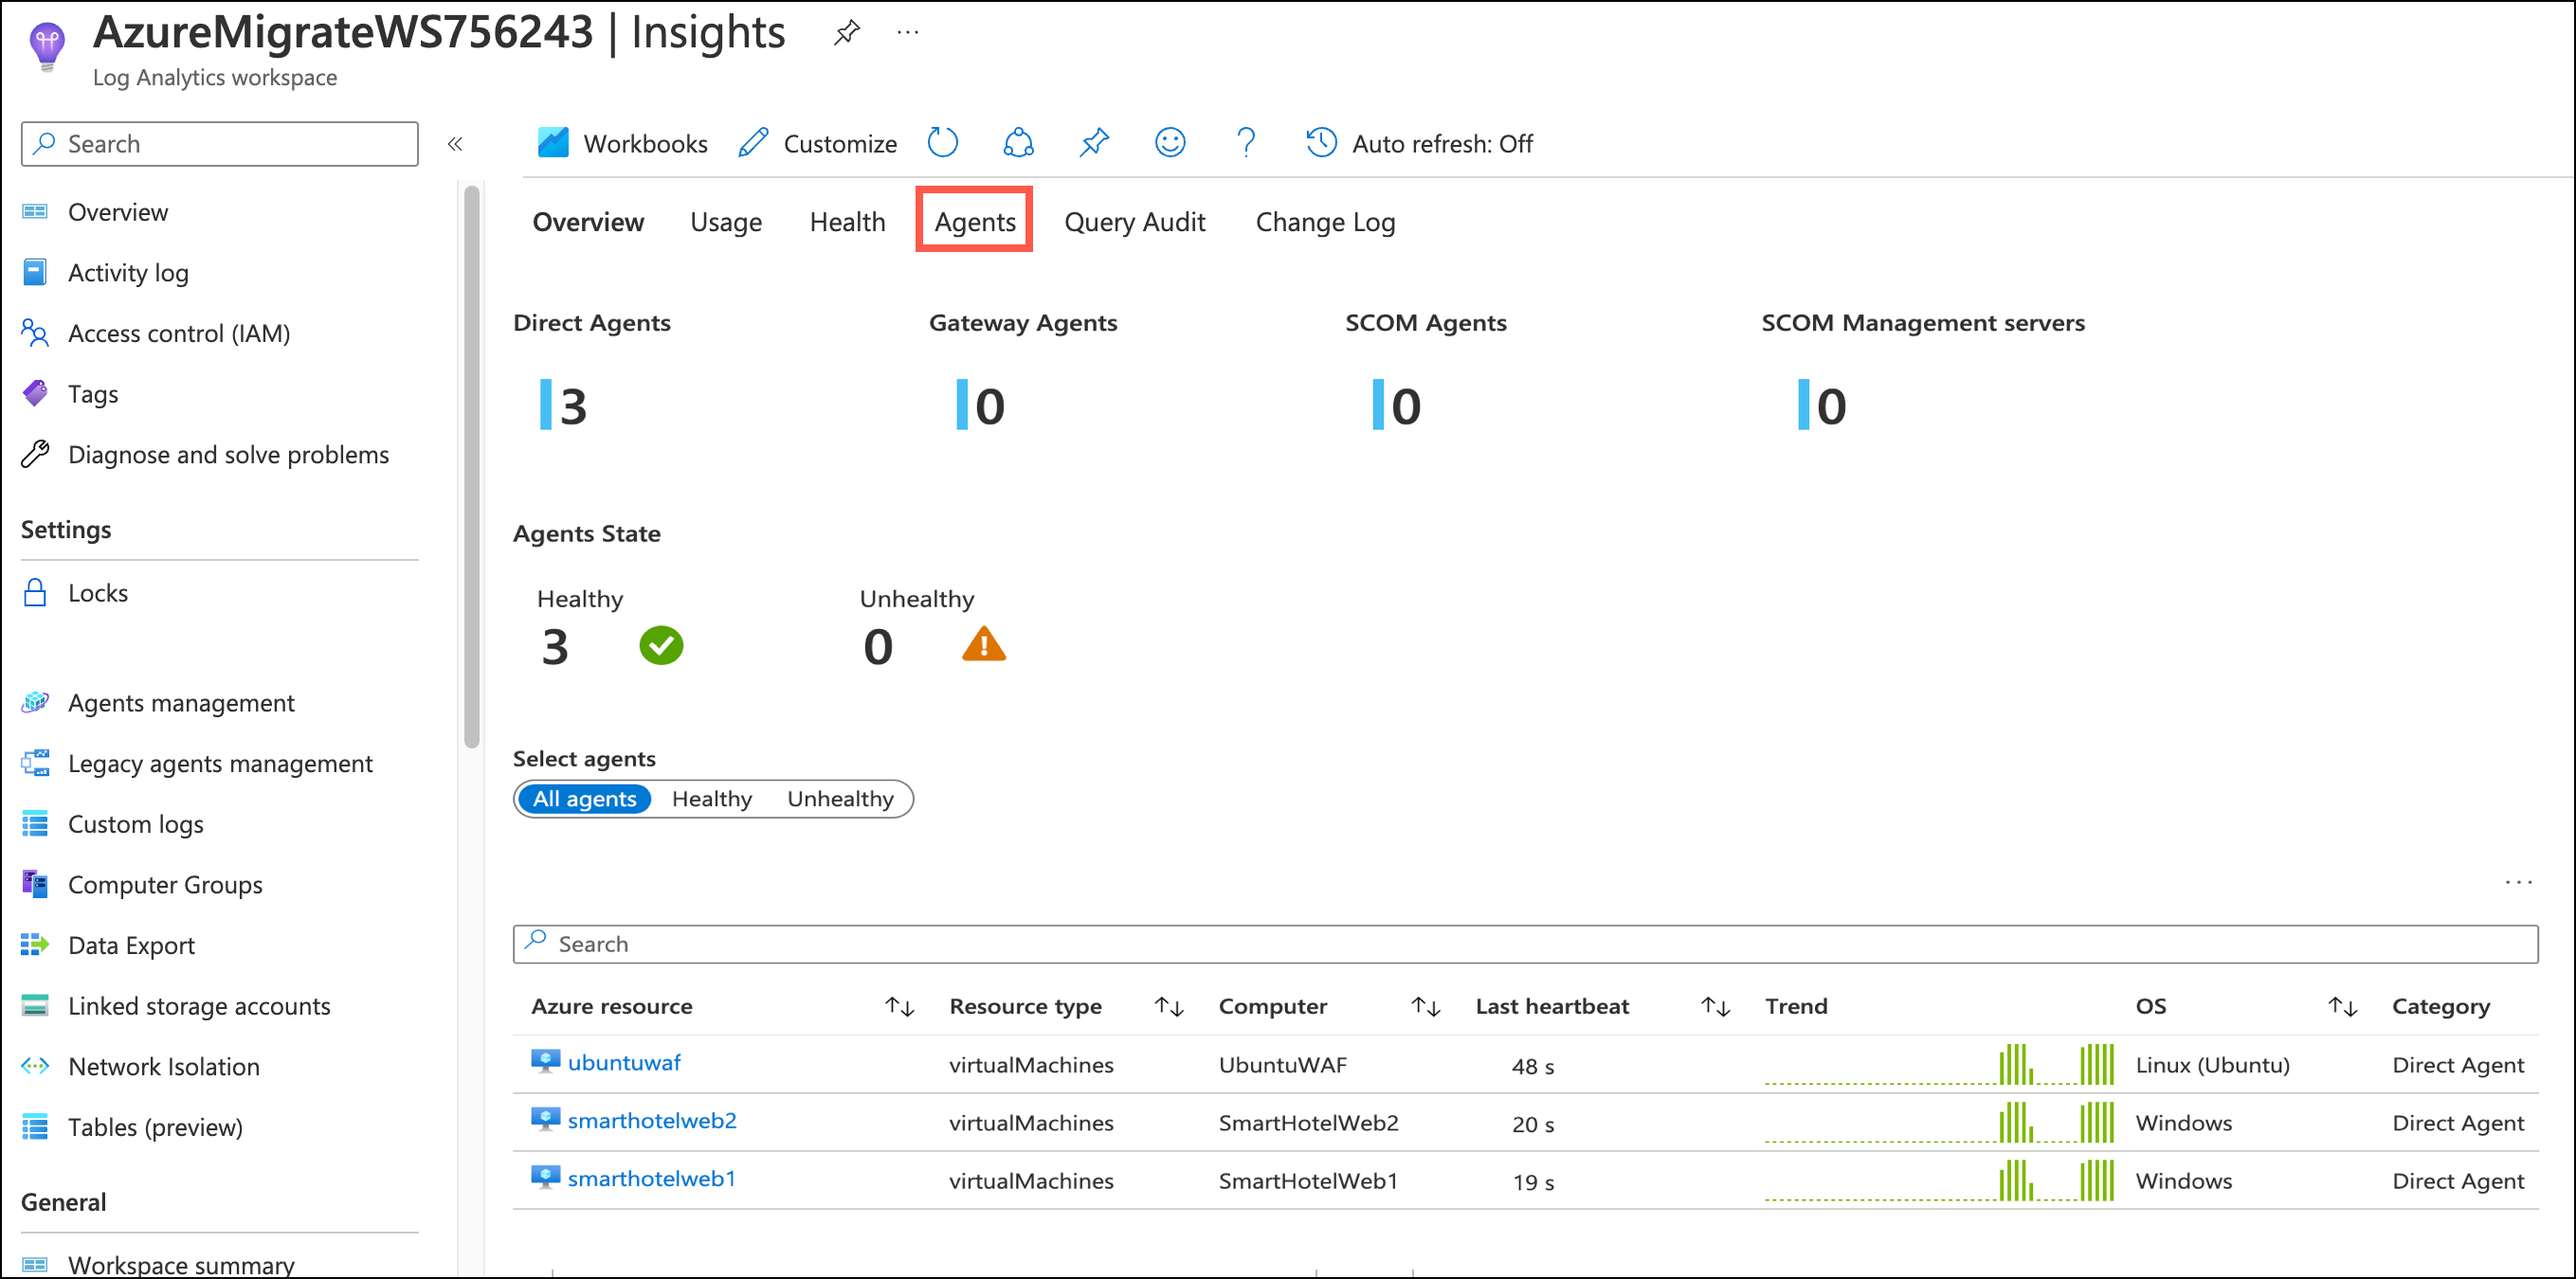 AzureMigrateWS756243 | Insights
Log Analytics workspace
Search
Overview
Activity log
Access control (IAM)
Tags
Diagnose and solve problems
Settings
Locks
Agents management
Legacy agents management
Custom logs
Computer Groups
Data Export
Linked storage accounts
Network Isolation
Tables (preview)
General
Workspace summary
Workbooks Customize Auto refresh: Off
Overview Usage Health Agents Query Audit Change Log
Direct Agents Gateway Agents SCOM Agents SCOM Management servers
3 0 0 0
Agents State
Healthy Unhealthy
3 0
Select agents
All agents Healthy Unhealthy
Search
Azure resource Resource type Computer Last heartbeat Trend OS Category
ubuntuwaf virtualMachines UbuntuWAF 48 s Linux (Ubuntu) Direct Agent
smarthotelweb2 virtualMachines SmartHotelWeb2 20 s Windows Direct Agent
smarthotelweb1 virtualMachines SmartHotelWeb1 19 s Windows Direct Agent